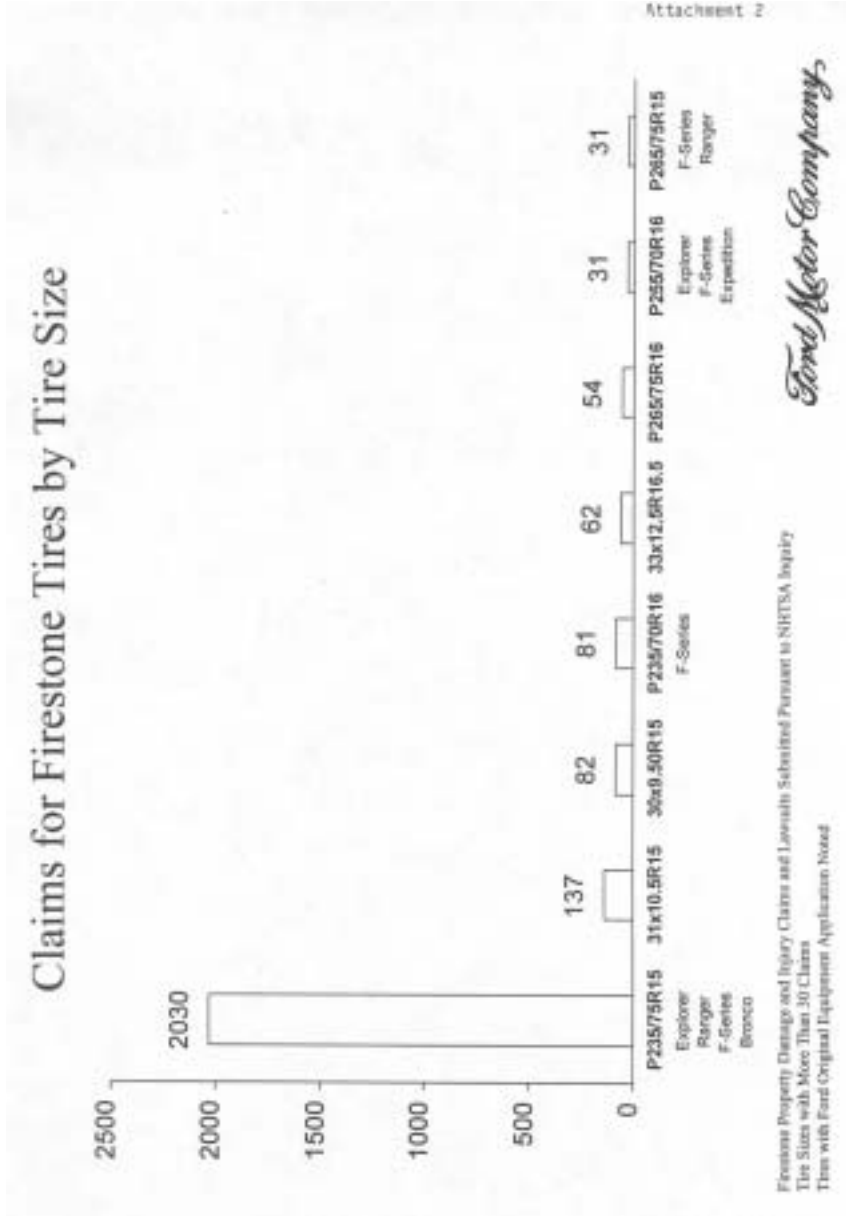 Attachment 2
Claims for Firestone Tires by Tire Size
2500
2000
1500
1000
500
0
2030
137
82
81
62
54
31
31
P235/75R15
31x10.5R15
30x9.50R15
P235/70R16
33x12.5R16.5
P265/75R16
P255/70R16
P265/75R15
Explorer
Ranger
F-Series
Bronco
F-Series
Explorer
F-Series
Expedition
F-Series
Ranger
Firestone Property Damage and Injury Claims and Lawsuits Submitted Pursuant to NHTSA Inquiry
Tire Sizes with More Than 30 Claims
Tires with Ford Original Equipment Application Noted
Ford Motor Company,